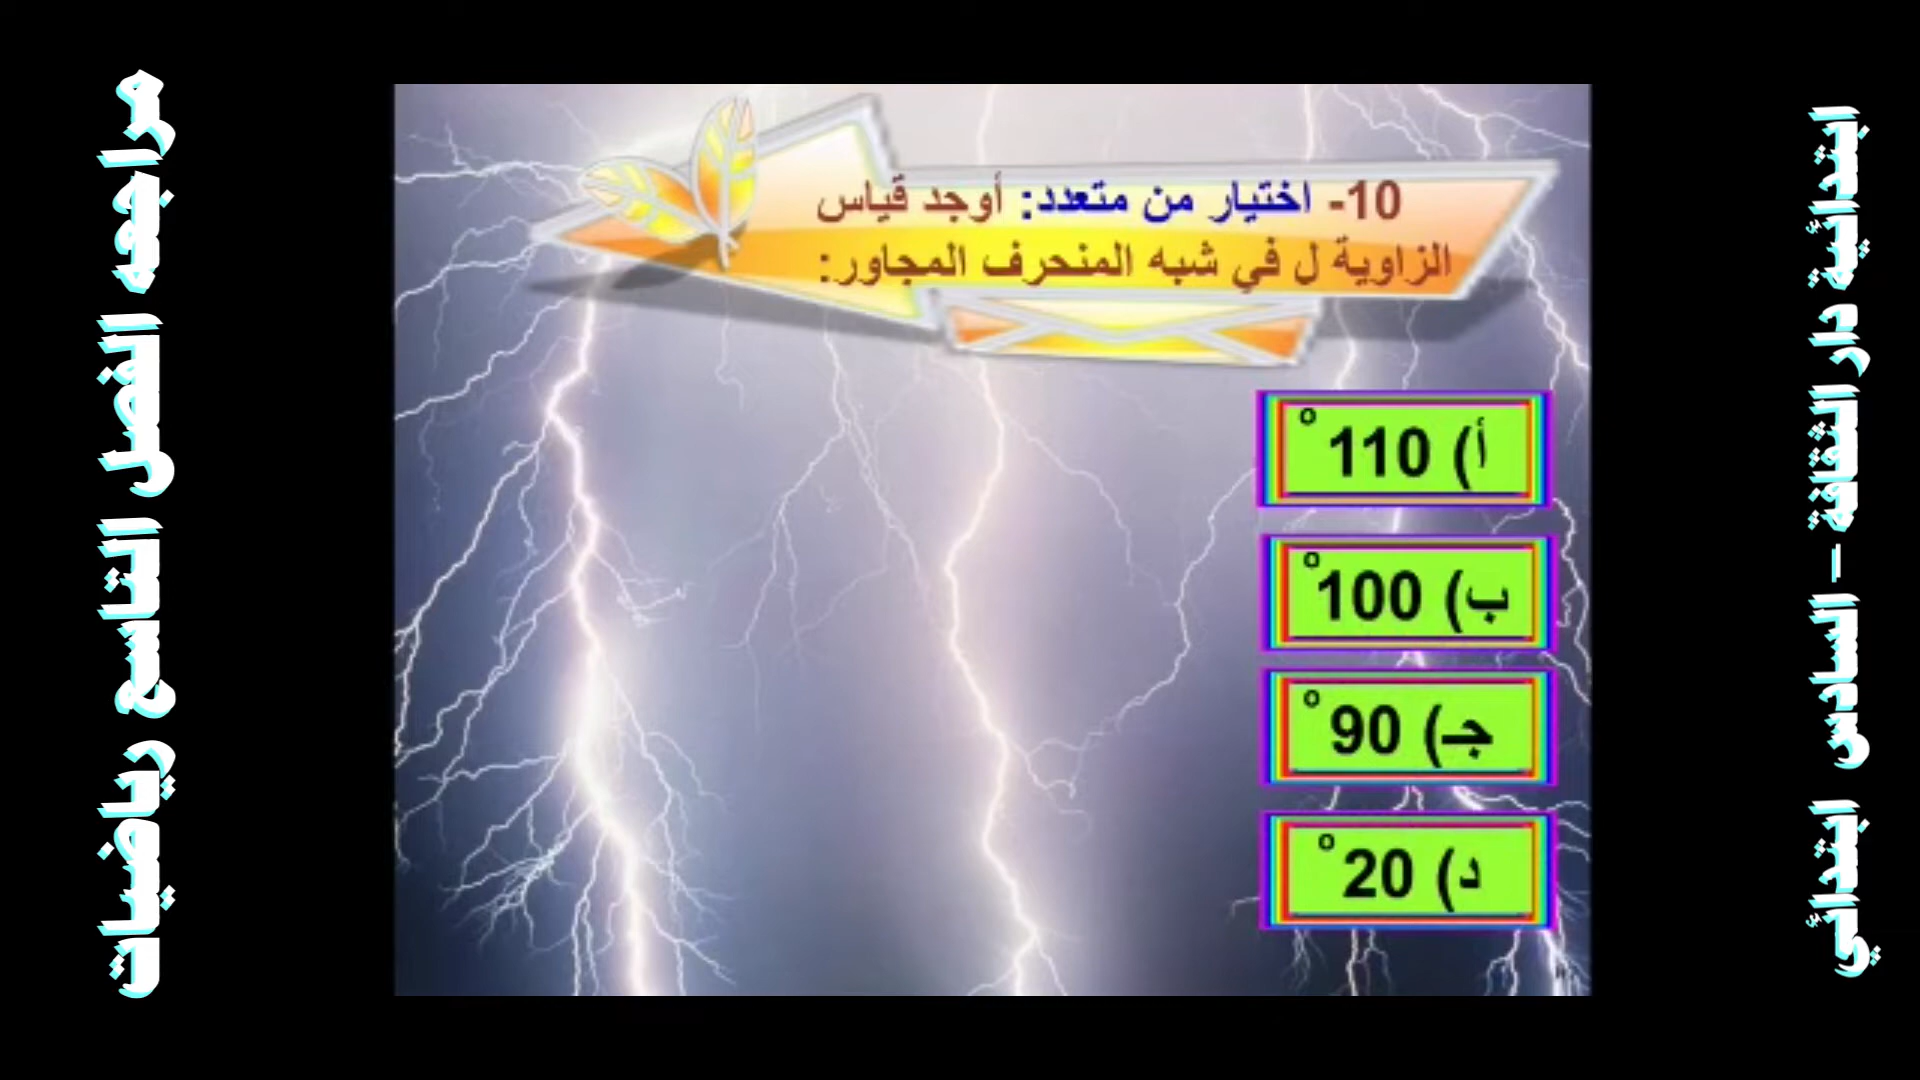 10- اختيار من متعدد: أوجد قياس
الزاوية ل في شبه المنحرف المجاور:
أ) 110°
ب) 100°
جـ) 90°
د) 20°
ابتدائية دار الثقافة – السادس ابتدائي
مراجعه الفصل التاسع رياضيات